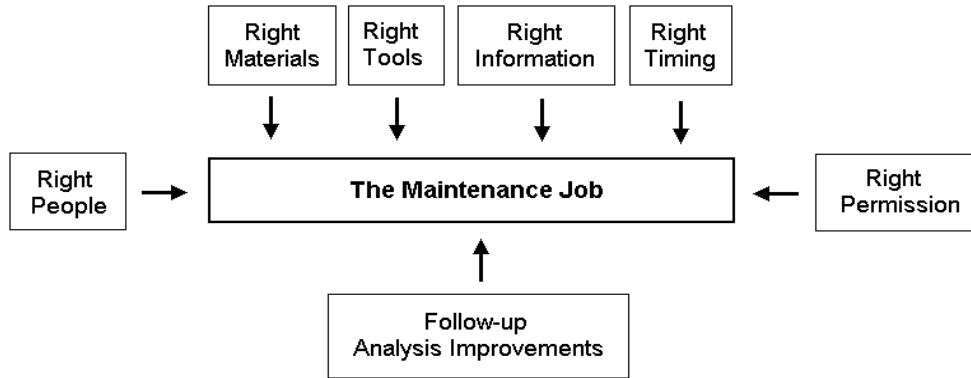 Right
Materials
Right
Tools
Right
Information
Right
Timing
Right
People
The Maintenance Job
Right
Permission
Follow-up
Analysis Improvements